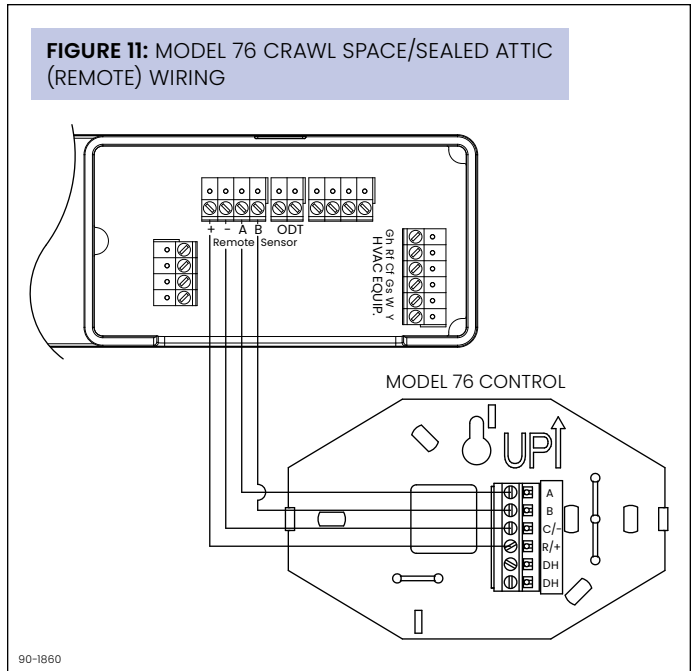 FIGURE 11: MODEL 76 CRAWL SPACE/SEALED ATTIC
(REMOTE) WIRING
+ - A B ODT
Remote Sensor
Gh Rf Cf Gs W Y
HVAC EQUIP.
MODEL 76 CONTROL
UP
A
B
C/-
R/+
DH
DH
90-1860